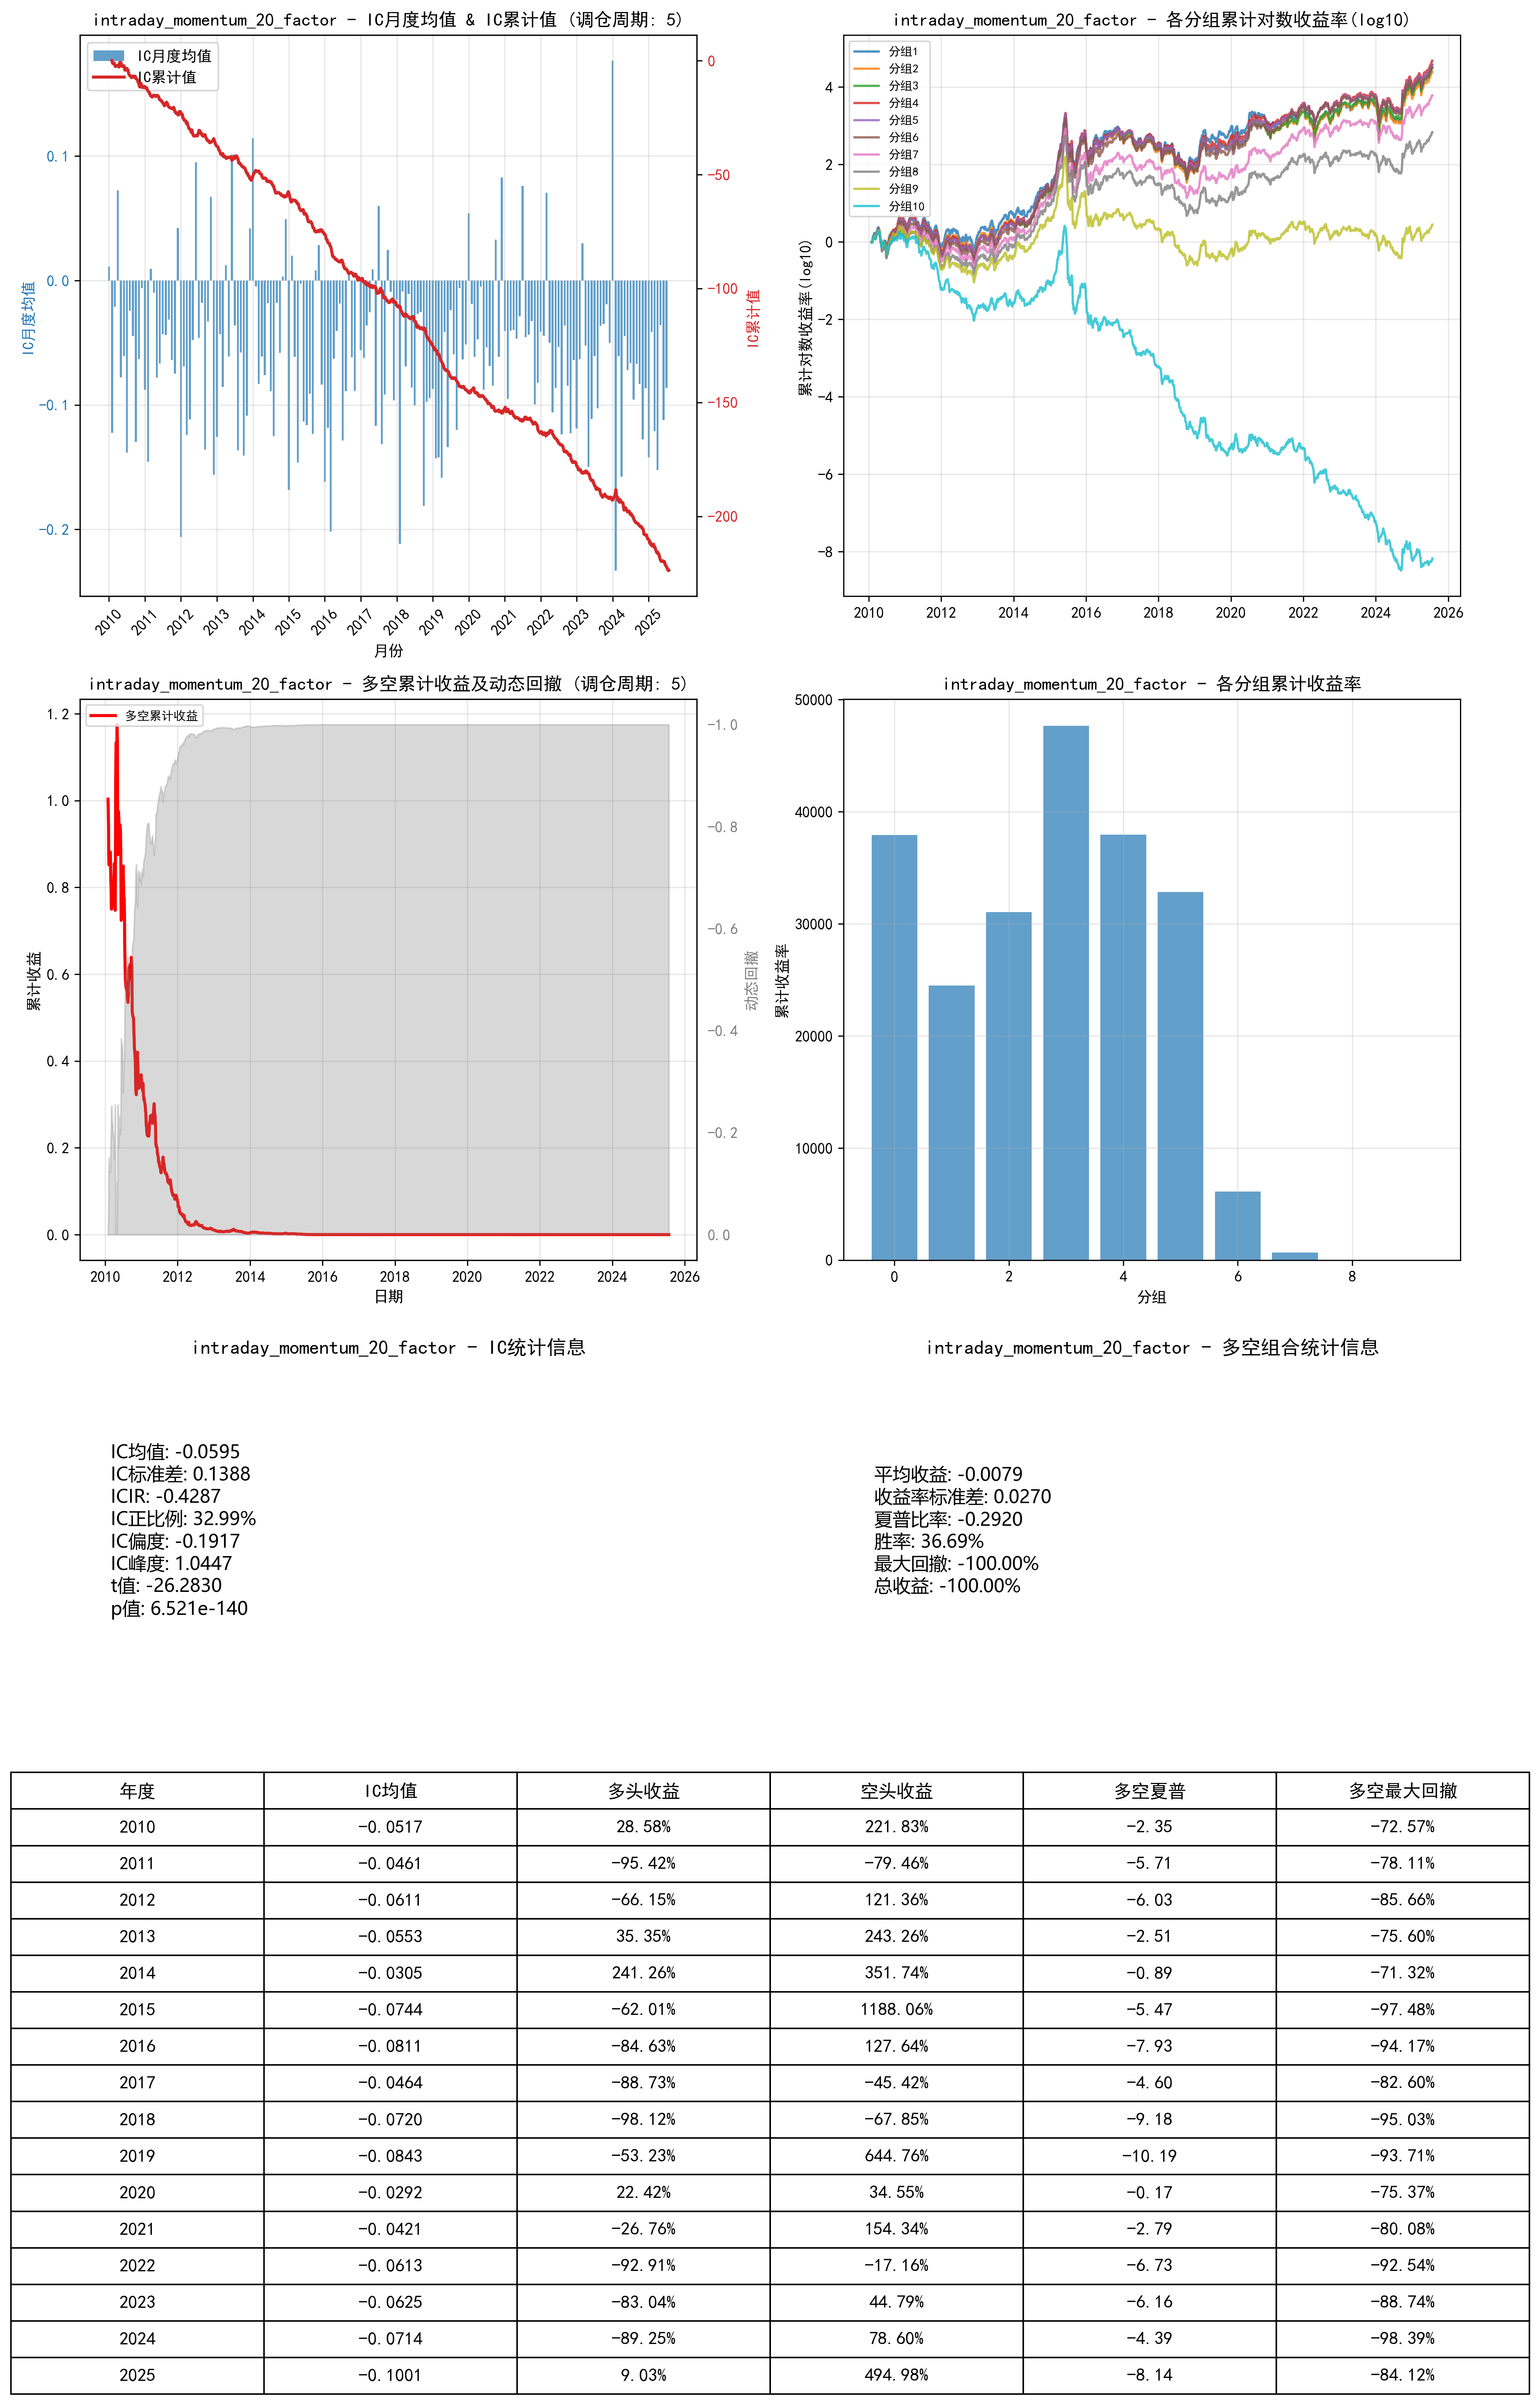 intraday_momentum_20_factor - IC月度均值 & IC累计值 (调仓周期: 5)
IC月度均值
IC累计值
0.1
0.0
-0.1
-0.2
IC月度均值
0
-50
-100
-150
-200
IC累计值
2010 2011 2012 2013 2014 2015 2016 2017 2018 2019 2020 2021 2022 2023 2024 2025
月份
intraday_momentum_20_factor - 各分组累计对数收益率(log10)
分组1
分组2
分组3
分组4
分组5
分组6
分组7
分组8
分组9
分组10
4
2
0
-2
-4
-6
-8
累计对数收益率(log10)
2010 2012 2014 2016 2018 2020 2022 2024 2026
intraday_momentum_20_factor - 多空累计收益及动态回撤 (调仓周期: 5)
多空累计收益
1.2
1.0
0.8
0.6
0.4
0.2
0.0
累计收益
-1.0
-0.8
-0.6
-0.4
-0.2
0.0
动态回撤
2010 2012 2014 2016 2018 2020 2022 2024 2026
日期
intraday_momentum_20_factor - 各分组累计收益率
50000
40000
30000
20000
10000
0
累计收益率
0 2 4 6 8
分组
intraday_momentum_20_factor - IC统计信息
IC均值: -0.0595
IC标准差: 0.1388
ICIR: -0.4287
IC正比例: 32.99%
IC偏度: -0.1917
IC峰度: 1.0447
t值: -26.2830
p值: 6.521e-140
intraday_momentum_20_factor - 多空组合统计信息
平均收益: -0.0079
收益率标准差: 0.0270
夏普比率: -0.2920
胜率: 36.69%
最大回撤: -100.00%
总收益: -100.00%
年度 IC均值 多头收益 空头收益 多空夏普 多空最大回撤
2010 -0.0517 28.58% 221.83% -2.35 -72.57%
2011 -0.0461 -95.42% -79.46% -5.71 -78.11%
2012 -0.0611 -66.15% 121.36% -6.03 -85.66%
2013 -0.0553 35.35% 243.26% -2.51 -75.60%
2014 -0.0305 241.26% 351.74% -0.89 -71.32%
2015 -0.0744 -62.01% 1188.06% -5.47 -97.48%
2016 -0.0811 -84.63% 127.64% -7.93 -94.17%
2017 -0.0464 -88.73% -45.42% -4.60 -82.60%
2018 -0.0720 -98.12% -67.85% -9.18 -95.03%
2019 -0.0843 -53.23% 644.76% -10.19 -93.71%
2020 -0.0292 22.42% 34.55% -0.17 -75.37%
2021 -0.0421 -26.76% 154.34% -2.79 -80.08%
2022 -0.0613 -92.91% -17.16% -6.73 -92.54%
2023 -0.0625 -83.04% 44.79% -6.16 -88.74%
2024 -0.0714 -89.25% 78.60% -4.39 -98.39%
2025 -0.1001 9.03% 494.98% -8.14 -84.12%